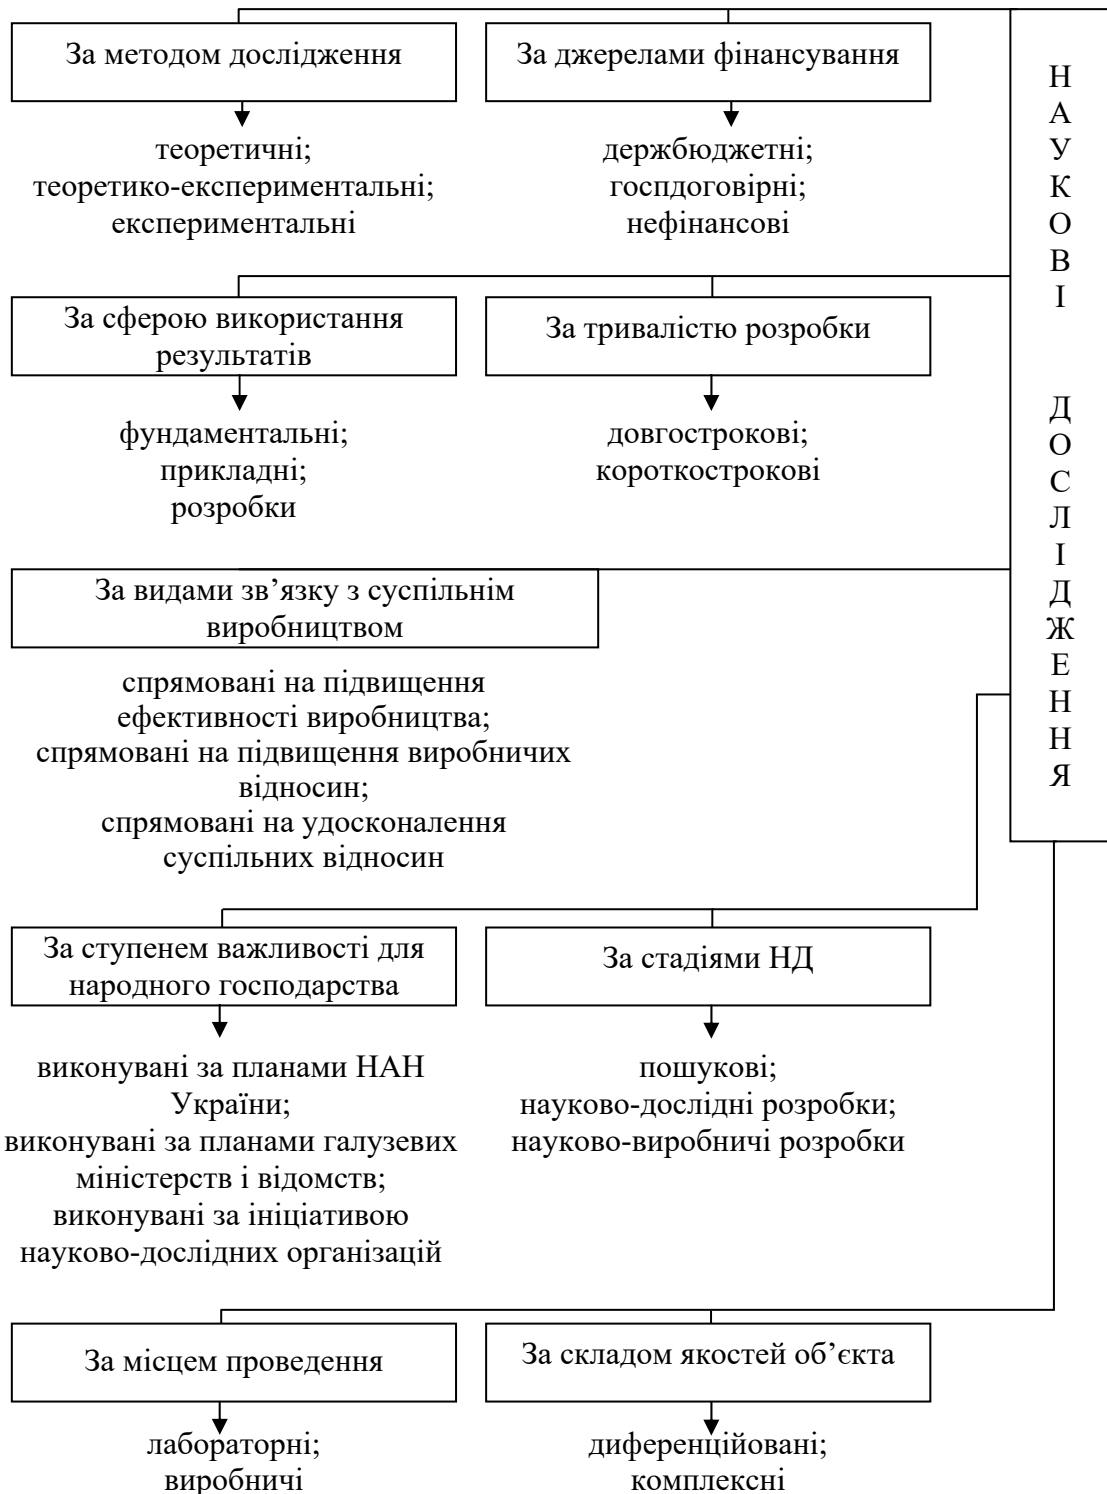 За методом дослідження
За джерелами фінансування
теоретичні;
теоретико-експериментальні;
експериментальні
держбюджетні;
госпдоговірні;
нефінансові
За сферою використання
результатів
За тривалістю розробки
фундаментальні;
прикладні;
розробки
довгострокові;
короткострокові
За видами зв’язку з суспільнім
виробництвом
спрямовані на підвищення
ефективності виробництва;
спрямовані на підвищення виробничих
відносин;
спрямовані на удосконалення
суспільних відносин
За ступенем важливості для
народного господарства
За стадіями НД
виконувані за планами НАН
України;
виконувані за планами галузевих
міністерств і відомств;
виконувані за ініціативою
науково-дослідних організацій
пошукові;
науково-дослідні розробки;
науково-виробничі розробки
За місцем проведення
За складом якостей об’єкта
лабораторні;
виробничі
диференційовані;
комплексні
НАУКОВІ ДОСЛІДЖЕННЯ